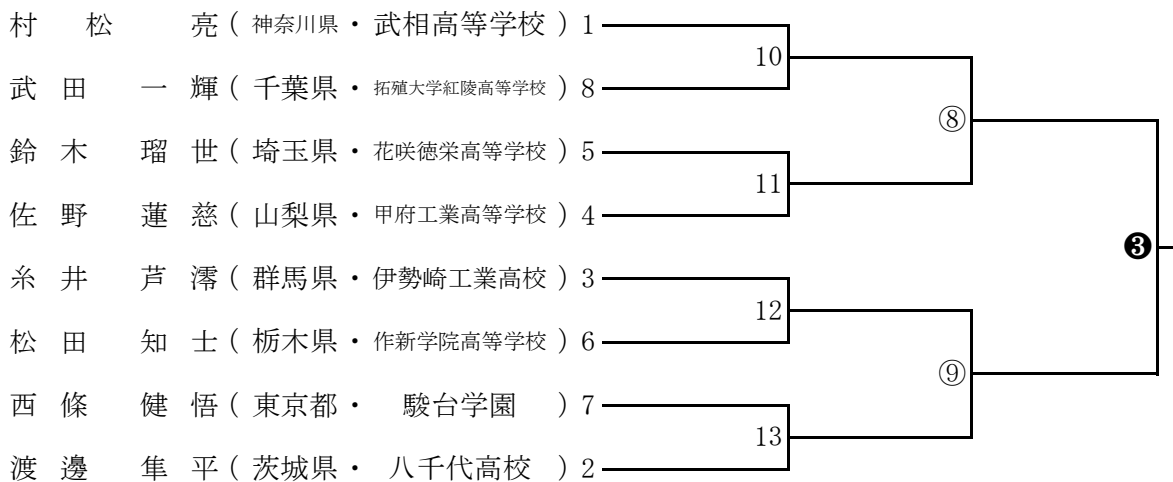 村松 亮(神奈川県・武相高等学校)1
10
武田 一輝(千葉県・拓殖大学紅陵高等学校)8
⑧
鈴木 瑠世(埼玉県・花咲徳栄高等学校)5
11
佐野 蓮慈(山梨県・甲府工業高等学校)4
❸
糸井 芦澪(群馬県・伊勢崎工業高校)3
12
松田 知士(栃木県・作新学院高等学校)6
⑨
西條 健悟(東京都・駿台学園)7
13
渡邊 隼平(茨城県・八千代高校)2